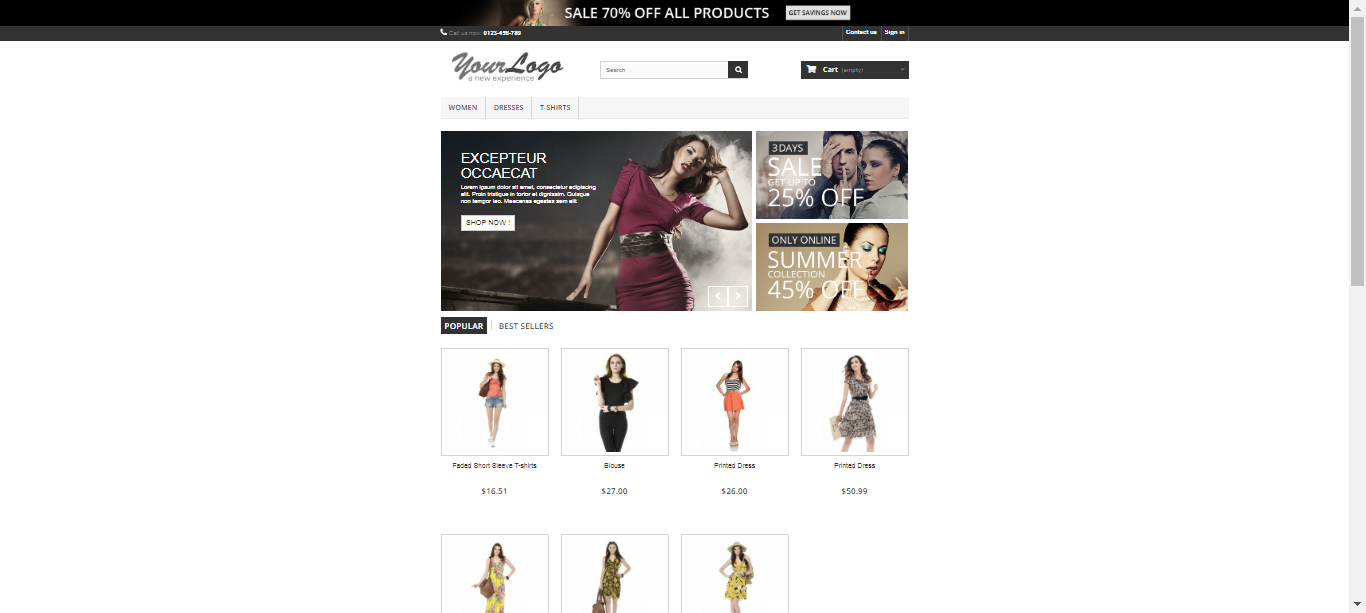 SALE 70% OFF ALL PRODUCTS GET SAVINGS NOW
Call us now: 0123-456-789 Contact us Sign in
YourLogo
a new experience
Search
Cart (empty)
WOMEN DRESSES T-SHIRTS
EXCEPTEUR
OCCAECAT
Lorem ipsum dolor sit amet, consectetur adipiscing
elit. Proin tristique in tortor et dignissim. Quisque
non tempor leo. Maecenas egestas sem elit
SHOP NOW !
3 DAYS
SALE
GET UP TO
25% OFF
ONLY ONLINE
SUMMER
COLLECTION
45% OFF
POPULAR BEST SELLERS
Faded Short Sleeve T-shirts Blouse Printed Dress Printed Dress
$16.51 $27.00 $26.00 $50.99